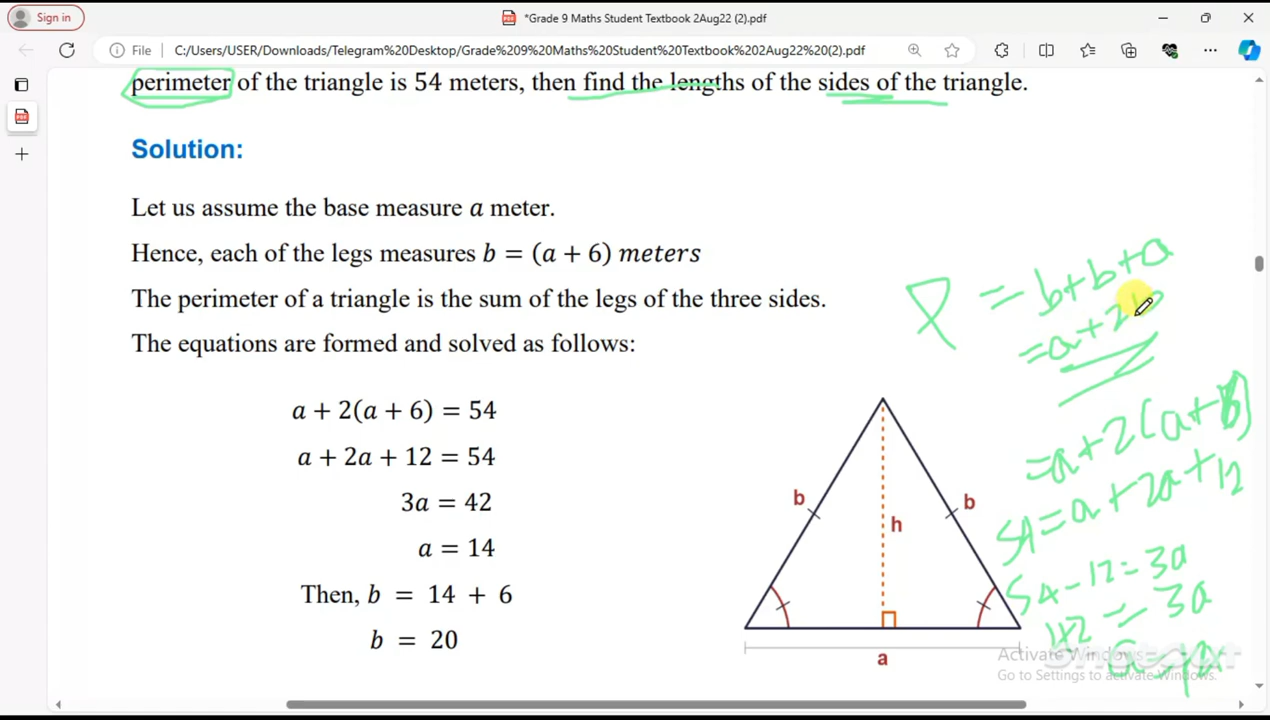 Sign in
*Grade 9 Maths Student Textbook 2Aug22 (2).pdf
File
C:/Users/USER/Downloads/Telegram%20Desktop/Grade%209%20Maths%20Student%20Textbook%202Aug22%20(2).pdf
perimeter of the triangle is 54 meters, then find the lengths of the sides of the triangle.
Solution:
Let us assume the base measure a meter.
Hence, each of the legs measures b = (a + 6) meters
The perimeter of a triangle is the sum of the legs of the three sides.
The equations are formed and solved as follows:
a + 2(a + 6) = 54
a + 2a + 12 = 54
3a = 42
a = 14
Then, b = 14 + 6
b = 20
b
b
h
a
P = b+b+a
= a+2b
= a+2(a+6)
54 = a+2a+12
54-12=3a
42 = 3a
Activate Windows
Go to Settings to activate Windows.